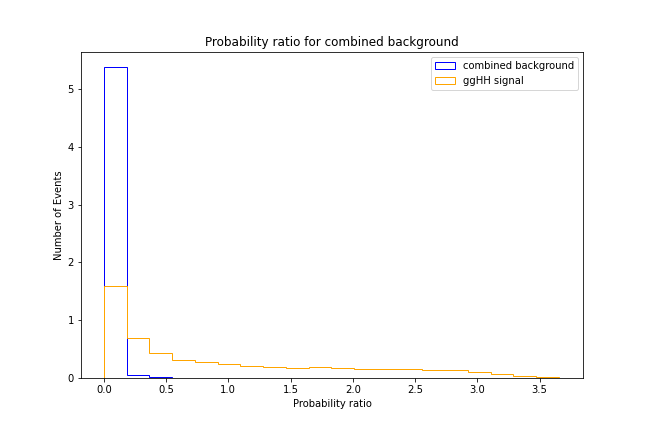 Probability ratio for combined background
combined background
ggHH signal
Number of Events
5
4
3
2
1
0
0.0 0.5 1.0 1.5 2.0 2.5 3.0 3.5
Probability ratio